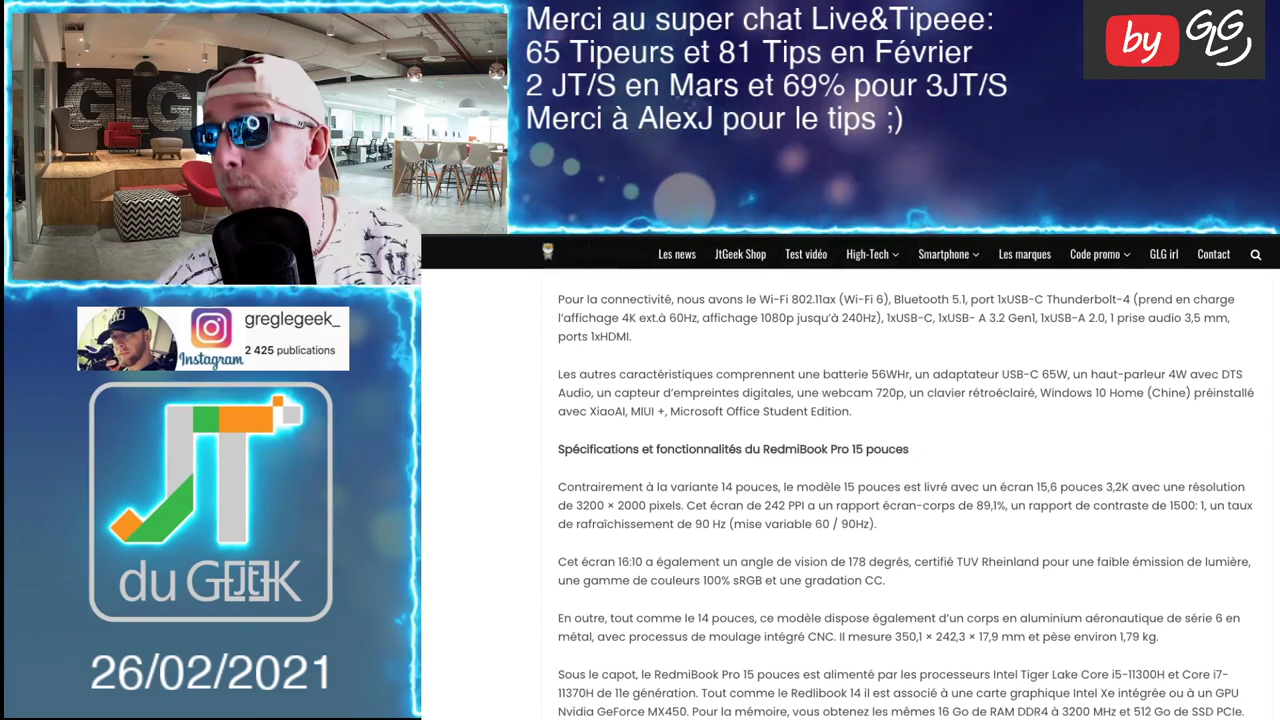 Merci au super chat Live&Tipeee:
65 Tipeurs et 81 Tips en Février
2 JT/S en Mars et 69% pour 3JT/S
Merci à AlexJ pour le tips ;)
by GLG
GLG
Les news JtGeek Shop Test vidéo High-Tech Smartphone Les marques Code promo GLG irl Contact
Pour la connectivité, nous avons le Wi-Fi 802.11ax (Wi-Fi 6), Bluetooth 5.1, port 1xUSB-C Thunderbolt-4 (prend en charge
l'affichage 4K ext.à 60Hz, affichage 1080p jusqu'à 240Hz), 1xUSB-C, 1xUSB- A 3.2 Gen1, 1xUSB-A 2.0, 1 prise audio 3,5 mm,
ports 1xHDMI.
Les autres caractéristiques comprennent une batterie 56WHr, un adaptateur USB-C 65W, un haut-parleur 4W avec DTS
Audio, un capteur d'empreintes digitales, une webcam 720p, un clavier rétroéclairé, Windows 10 Home (Chine) préinstallé
avec XiaoAI, MIUI +, Microsoft Office Student Edition.
Spécifications et fonctionnalités du RedmiBook Pro 15 pouces
Contrairement à la variante 14 pouces, le modèle 15 pouces est livré avec un écran 15,6 pouces 3,2K avec une résolution
de 3200 × 2000 pixels. Cet écran de 242 PPI a un rapport écran-corps de 89,1%, un rapport de contraste de 1500: 1, un taux
de rafraîchissement de 90 Hz (mise variable 60 / 90Hz).
Cet écran 16:10 a également un angle de vision de 178 degrés, certifié TUV Rheinland pour une faible émission de lumière,
une gamme de couleurs 100% sRGB et une gradation CC.
En outre, tout comme le 14 pouces, ce modèle dispose également d'un corps en aluminium aéronautique de série 6 en
métal, avec processus de moulage intégré CNC. Il mesure 350,1 × 242,3 × 17,9 mm et pèse environ 1,79 kg.
Sous le capot, le RedmiBook Pro 15 pouces est alimenté par les processeurs Intel Tiger Lake Core i5-11300H et Core i7-
11370H de 11e génération. Tout comme le Redlibook 14 il est associé à une carte graphique Intel Xe intégrée ou à un GPU
Nvidia GeForce MX450. Pour la mémoire, vous obtenez les mêmes 16 Go de RAM DDR4 à 3200 MHz et 512 Go de SSD PCIe.
greglegeek_
2 425 publications
Instagram
JT
du GEEK
26/02/2021